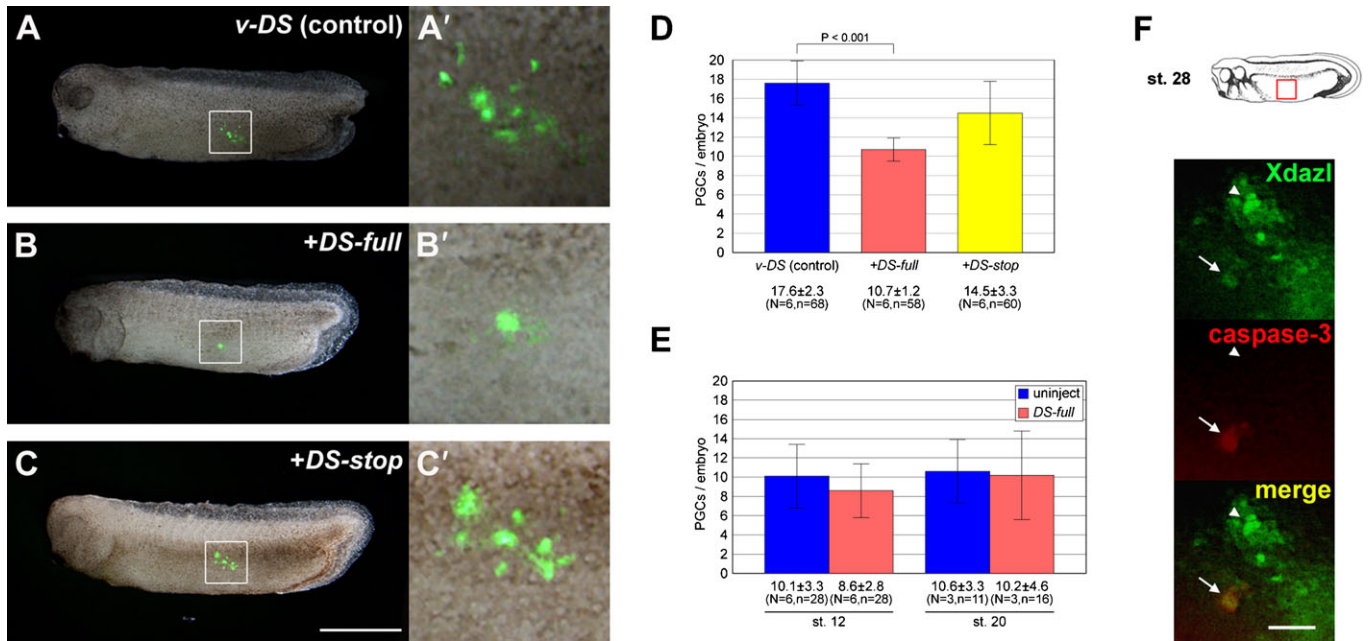 A
v-DS (control)
A′
B
+DS-full
B′
C
+DS-stop
C′
D
P < 0.001
PGCs / embryo
20
18
16
14
12
10
8
6
4
2
0
v-DS (control)
+DS-full
+DS-stop
17.6±2.3
10.7±1.2
14.5±3.3
(N=6,n=68)
(N=6,n=58)
(N=6,n=60)
E
PGCs / embryo
20
18
16
14
12
10
8
6
4
2
0
uninject
DS-full
10.1±3.3
8.6±2.8
10.6±3.3
10.2±4.6
(N=6,n=28)
(N=6,n=28)
(N=3,n=11)
(N=3,n=16)
st. 12
st. 20
F
st. 28
Xdazl
caspase-3
merge